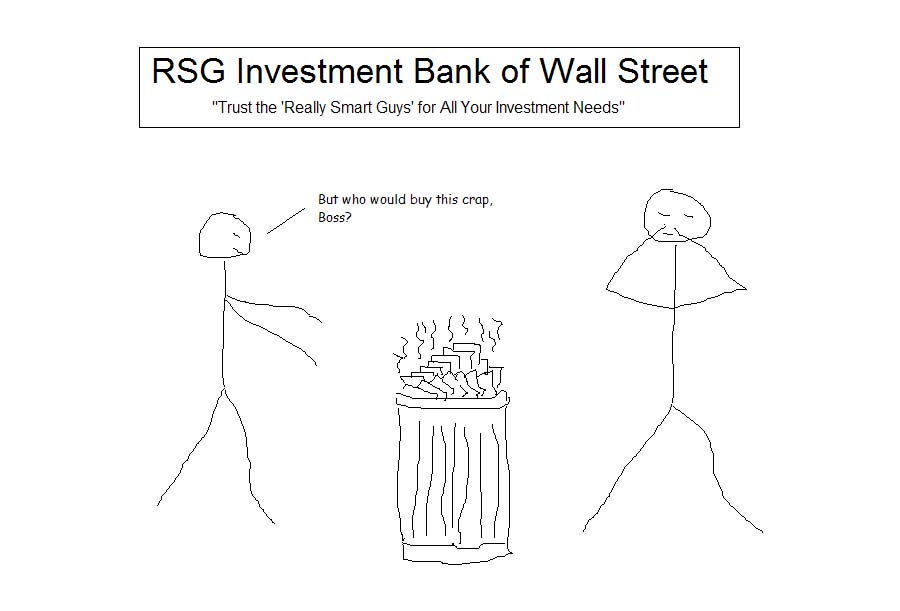 RSG Investment Bank of Wall Street
"Trust the 'Really Smart Guys' for All Your Investment Needs"
But who would buy this crap,
Boss?